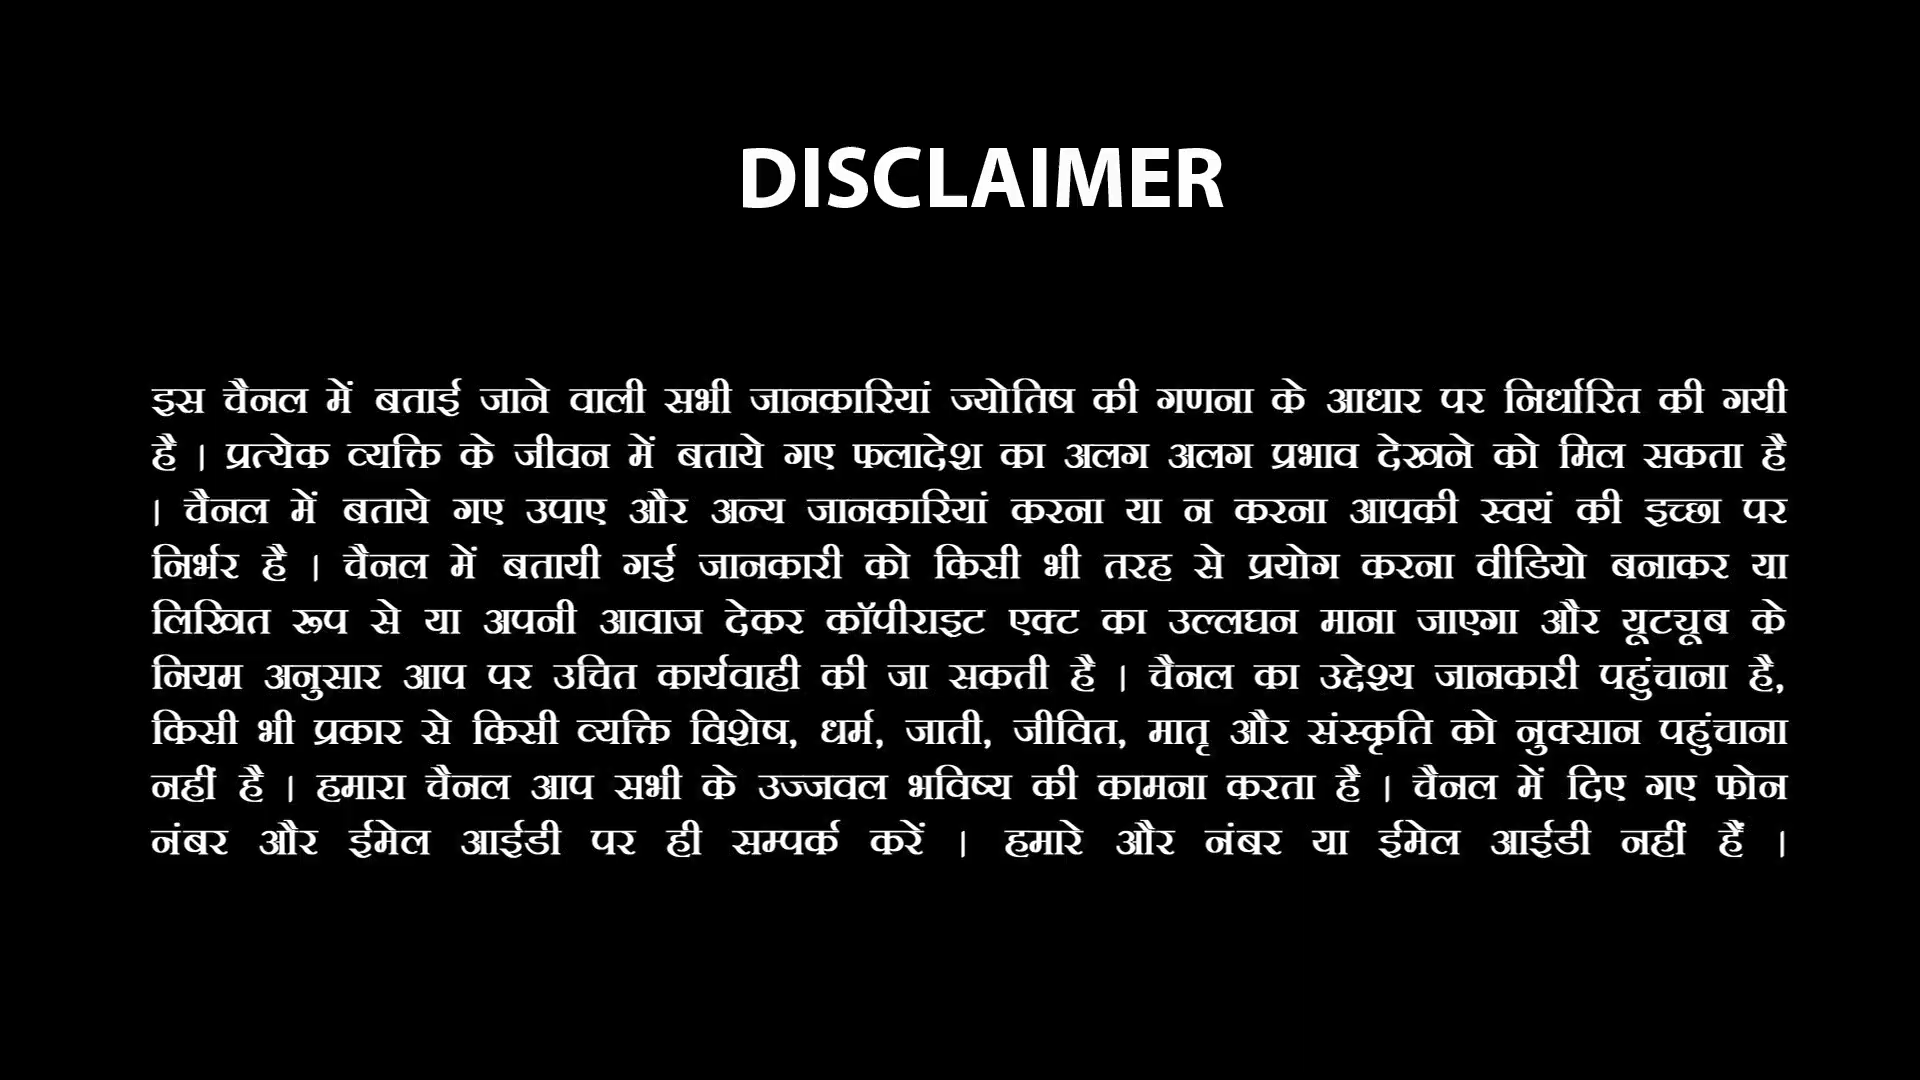 DISCLAIMER
इस चैनल में बताई जाने वाली सभी जानकारियां ज्योतिष की गणना के आधार पर निर्धारित की गयी
है । प्रत्येक व्यक्ति के जीवन में बताये गए फलादेश का अलग अलग प्रभाव देखने को मिल सकता है
। चैनल में बताये गए उपाए और अन्य जानकारियां करना या न करना आपकी स्वयं की इच्छा पर
निर्भर है । चैनल में बतायी गई जानकारी को किसी भी तरह से प्रयोग करना वीडियो बनाकर या
लिखित रूप से या अपनी आवाज देकर कॉपीराइट एक्ट का उल्लघन माना जाएगा और यूटच्यूब के
नियम अनुसार आप पर उचित कार्यवाही की जा सकती है । चैनल का उद्देश्य जानकारी पहुंचाना है,
किसी भी प्रकार से किसी व्यक्ति विशेष, धर्म, जाती, जीवित, मातृ और संस्कृति को नुक्सान पहुंचाना
नहीं है । हमारा चैनल आप सभी के उज्जवल भविष्य की कामना करता है । चैनल में दिए गए फोन
नंबर और ईमेल आईडी पर ही सम्पर्क करें । हमारे और नंबर या ईमेल आईडी नहीं हैं ।